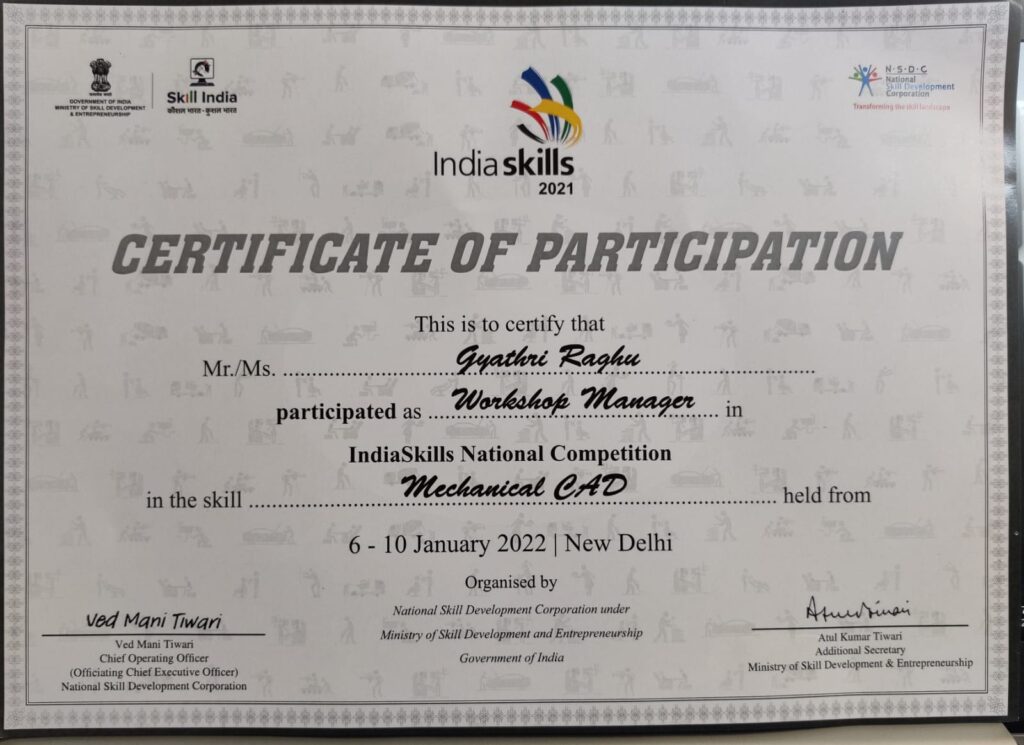 सत्यमेव जयते
GOVERNMENT OF INDIA
MINISTRY OF SKILL DEVELOPMENT
& ENTREPRENEURSHIP
Skill India
कौशल भारत-कुशल भारत
N·S·D·C
National
Skill Development
Corporation
Transforming the skill landscape
India skills
2021
CERTIFICATE OF PARTICIPATION
This is to certify that
Mr./Ms. Gyathri Raghu
participated as Workshop Manager in
IndiaSkills National Competition
in the skill Mechanical CAD held from
6 - 10 January 2022 | New Delhi
Organised by
National Skill Development Corporation under
Ministry of Skill Development and Entrepreneurship
Government of India
Ved Mani Tiwari
Ved Mani Tiwari
Chief Operating Officer
(Officiating Chief Executive Officer)
National Skill Development Corporation
Atul Kumar Tiwari
Additional Secretary
Ministry of Skill Development & Entrepreneurship